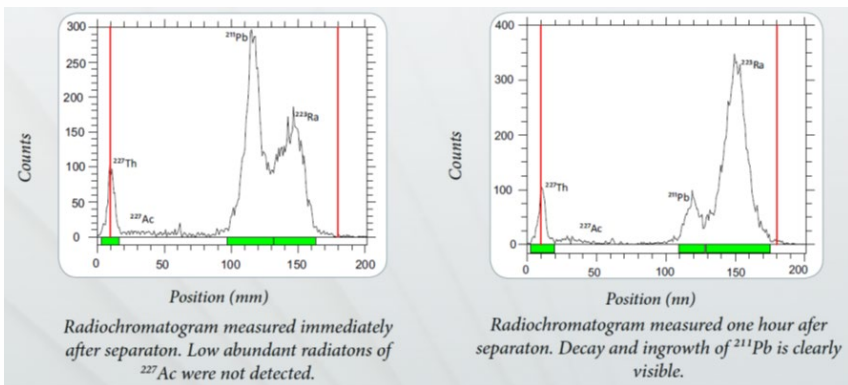 300
250
200
150
100
50
0
Counts
²¹¹Pb
²²³Ra
²²⁷Th
²²⁷Ac
0 50 100 150 200
Position (mm)
Radiochromatogram measured immediately
after separaton. Low abundant radiatons of
²²⁷Ac were not detected.
400
300
200
100
0
Counts
²²³Ra
²²⁷Th
²¹¹Pb
²²⁷Ac
0 50 100 150 200
Position (nn)
Radiochromatogram measured one hour afer
separaton. Decay and ingrowth of ²¹¹Pb is clearly
visible.